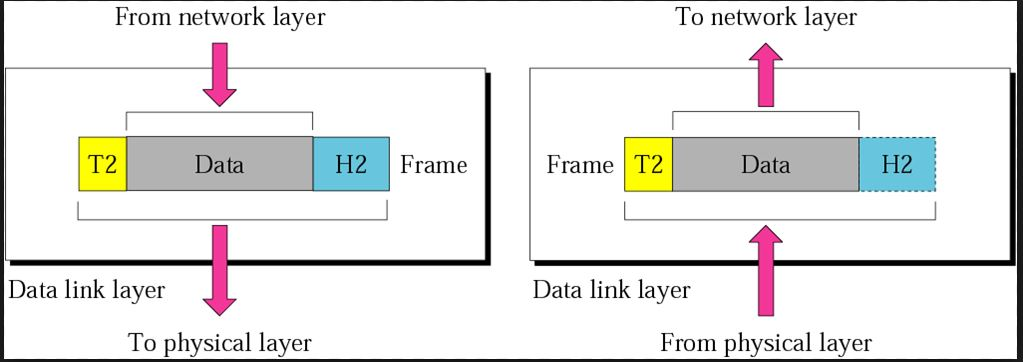 From network layer
T2 Data H2 Frame
Data link layer
To physical layer
To network layer
Frame T2 Data H2
Data link layer
From physical layer